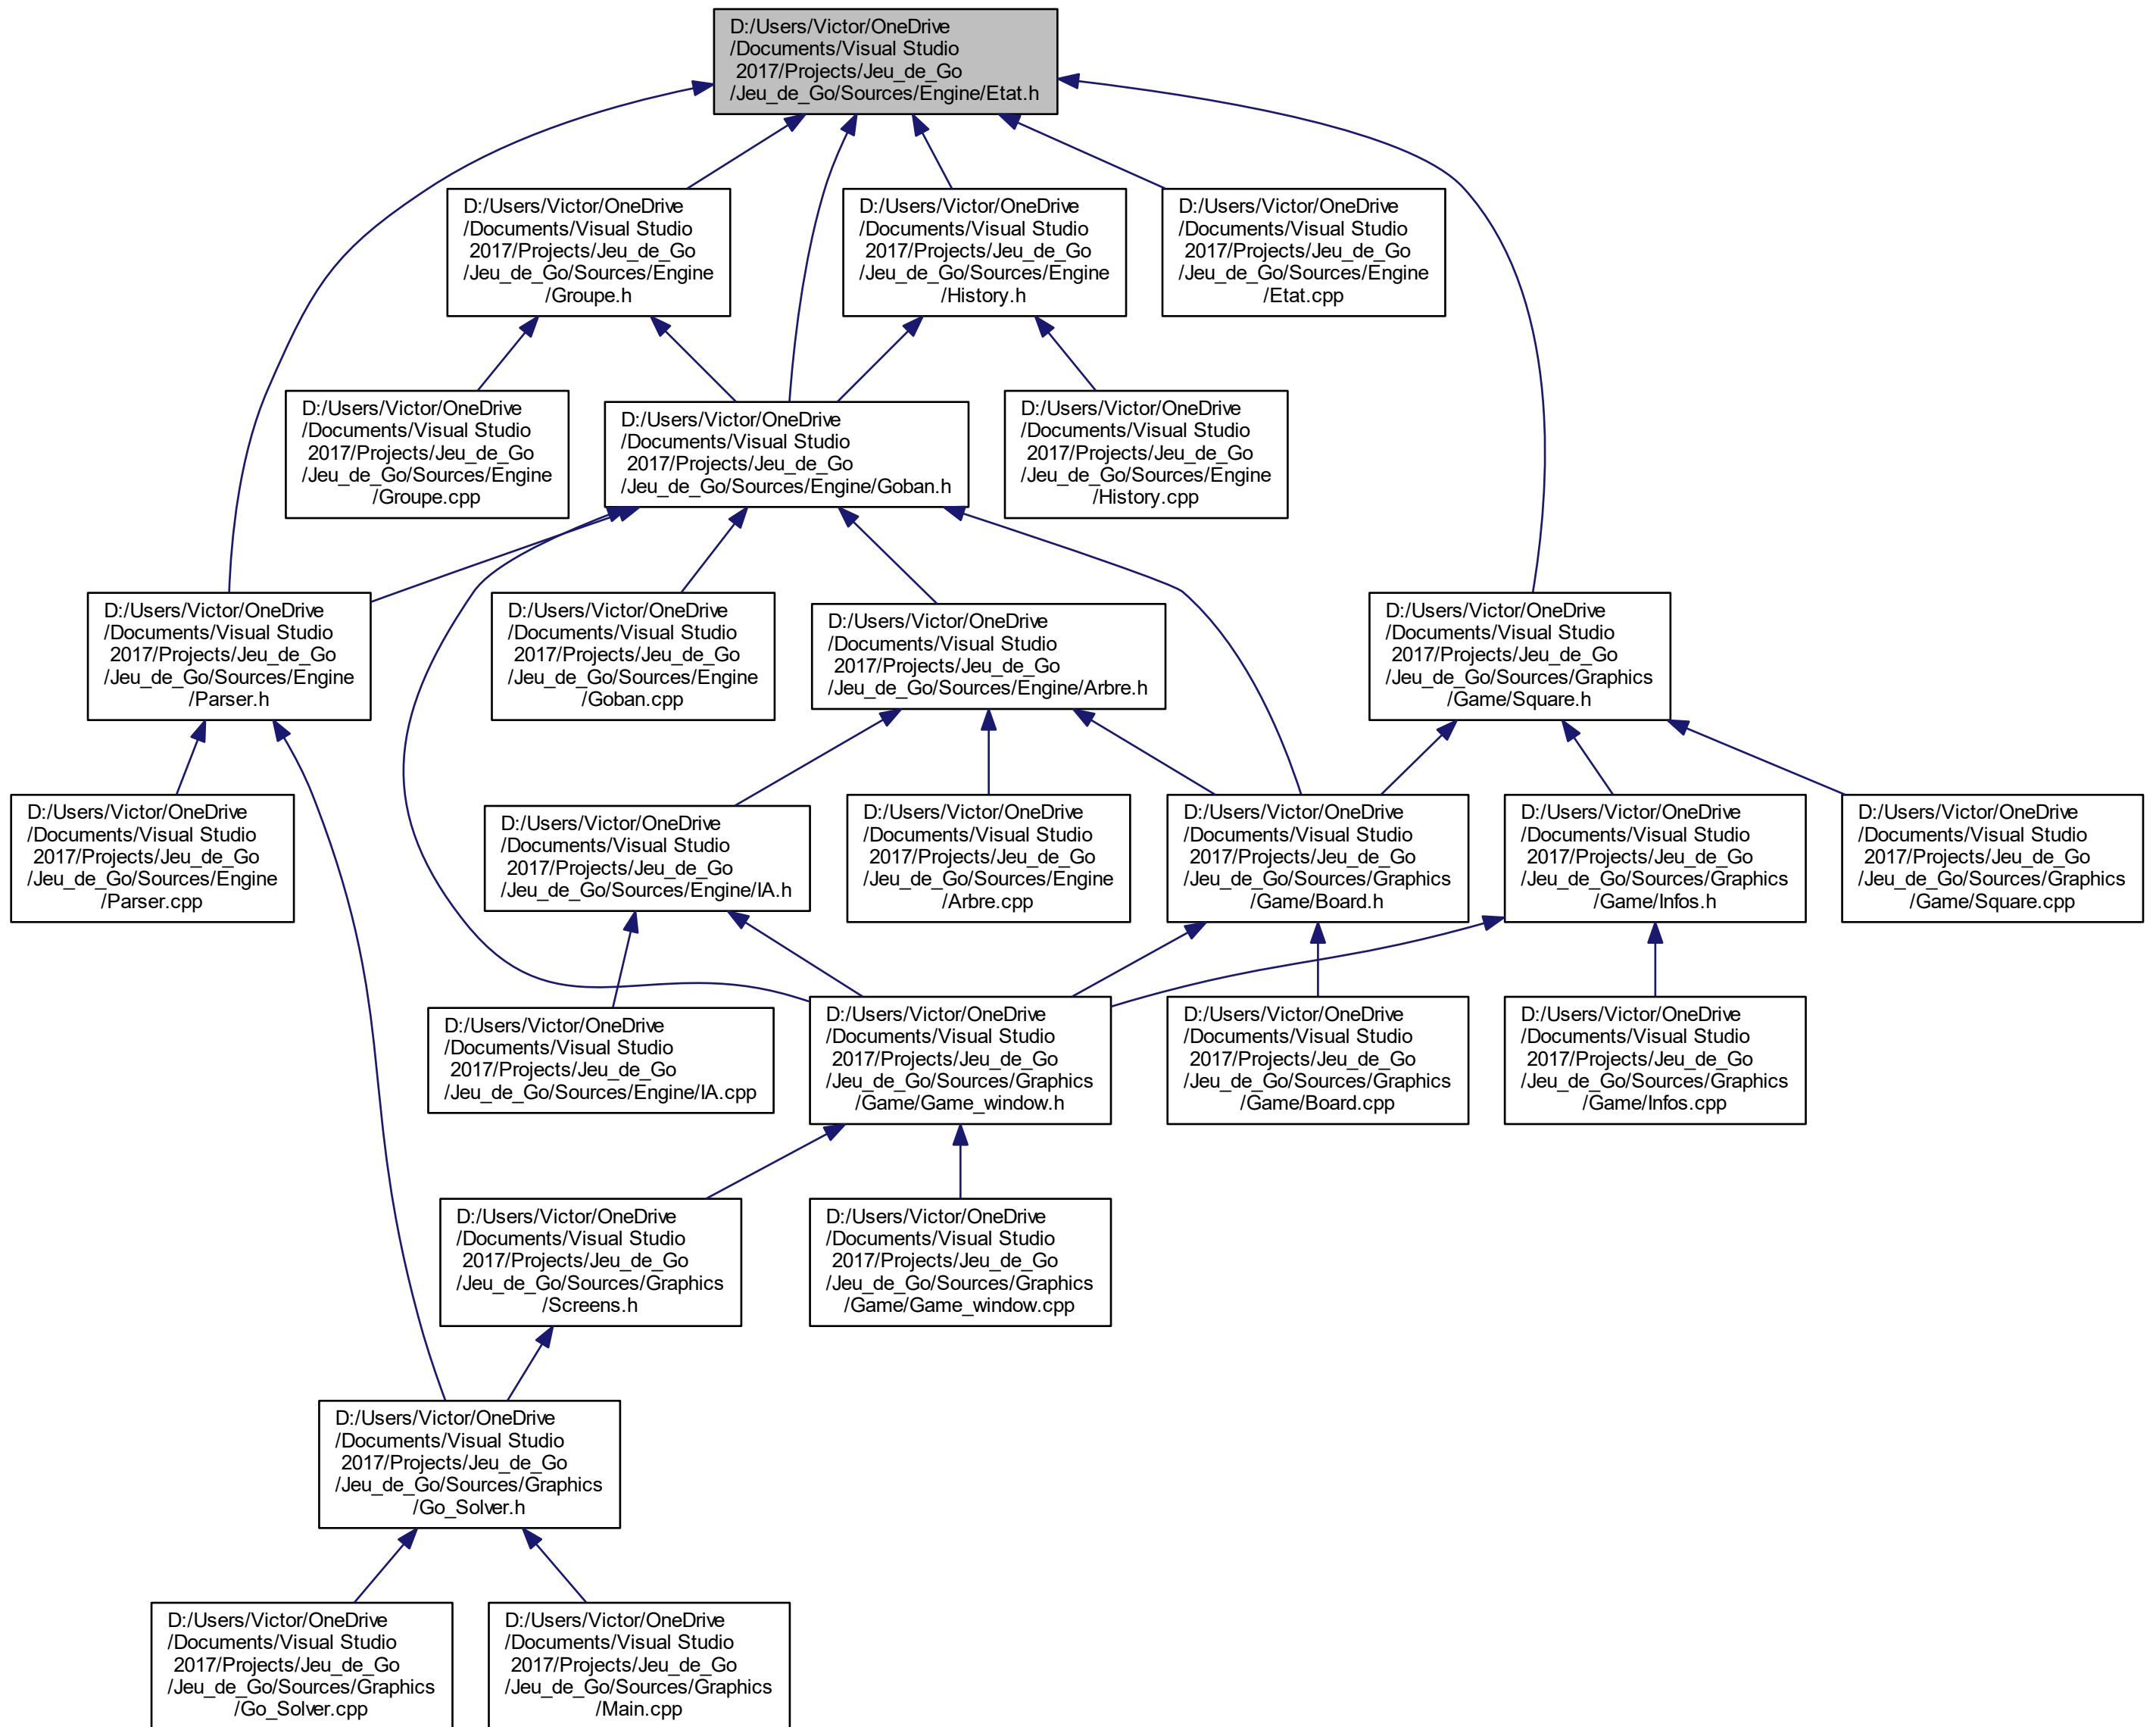 D:/Users/Victor/OneDrive
/Documents/Visual Studio
2017/Projects/Jeu_de_Go
/Jeu_de_Go/Sources/Engine/Etat.h
D:/Users/Victor/OneDrive
/Documents/Visual Studio
2017/Projects/Jeu_de_Go
/Jeu_de_Go/Sources/Engine
/Groupe.h
D:/Users/Victor/OneDrive
/Documents/Visual Studio
2017/Projects/Jeu_de_Go
/Jeu_de_Go/Sources/Engine
/History.h
D:/Users/Victor/OneDrive
/Documents/Visual Studio
2017/Projects/Jeu_de_Go
/Jeu_de_Go/Sources/Engine
/Etat.cpp
D:/Users/Victor/OneDrive
/Documents/Visual Studio
2017/Projects/Jeu_de_Go
/Jeu_de_Go/Sources/Engine
/Groupe.cpp
D:/Users/Victor/OneDrive
/Documents/Visual Studio
2017/Projects/Jeu_de_Go
/Jeu_de_Go/Sources/Engine/Goban.h
D:/Users/Victor/OneDrive
/Documents/Visual Studio
2017/Projects/Jeu_de_Go
/Jeu_de_Go/Sources/Engine
/History.cpp
D:/Users/Victor/OneDrive
/Documents/Visual Studio
2017/Projects/Jeu_de_Go
/Jeu_de_Go/Sources/Engine
/Parser.h
D:/Users/Victor/OneDrive
/Documents/Visual Studio
2017/Projects/Jeu_de_Go
/Jeu_de_Go/Sources/Engine
/Goban.cpp
D:/Users/Victor/OneDrive
/Documents/Visual Studio
2017/Projects/Jeu_de_Go
/Jeu_de_Go/Sources/Engine/Arbre.h
D:/Users/Victor/OneDrive
/Documents/Visual Studio
2017/Projects/Jeu_de_Go
/Jeu_de_Go/Sources/Graphics
/Game/Square.h
D:/Users/Victor/OneDrive
/Documents/Visual Studio
2017/Projects/Jeu_de_Go
/Jeu_de_Go/Sources/Engine
/Parser.cpp
D:/Users/Victor/OneDrive
/Documents/Visual Studio
2017/Projects/Jeu_de_Go
/Jeu_de_Go/Sources/Engine/IA.h
D:/Users/Victor/OneDrive
/Documents/Visual Studio
2017/Projects/Jeu_de_Go
/Jeu_de_Go/Sources/Engine
/Arbre.cpp
D:/Users/Victor/OneDrive
/Documents/Visual Studio
2017/Projects/Jeu_de_Go
/Jeu_de_Go/Sources/Graphics
/Game/Board.h
D:/Users/Victor/OneDrive
/Documents/Visual Studio
2017/Projects/Jeu_de_Go
/Jeu_de_Go/Sources/Graphics
/Game/Infos.h
D:/Users/Victor/OneDrive
/Documents/Visual Studio
2017/Projects/Jeu_de_Go
/Jeu_de_Go/Sources/Graphics
/Game/Square.cpp
D:/Users/Victor/OneDrive
/Documents/Visual Studio
2017/Projects/Jeu_de_Go
/Jeu_de_Go/Sources/Engine/IA.cpp
D:/Users/Victor/OneDrive
/Documents/Visual Studio
2017/Projects/Jeu_de_Go
/Jeu_de_Go/Sources/Graphics
/Game/Game_window.h
D:/Users/Victor/OneDrive
/Documents/Visual Studio
2017/Projects/Jeu_de_Go
/Jeu_de_Go/Sources/Graphics
/Game/Board.cpp
D:/Users/Victor/OneDrive
/Documents/Visual Studio
2017/Projects/Jeu_de_Go
/Jeu_de_Go/Sources/Graphics
/Game/Infos.cpp
D:/Users/Victor/OneDrive
/Documents/Visual Studio
2017/Projects/Jeu_de_Go
/Jeu_de_Go/Sources/Graphics
/Screens.h
D:/Users/Victor/OneDrive
/Documents/Visual Studio
2017/Projects/Jeu_de_Go
/Jeu_de_Go/Sources/Graphics
/Game/Game_window.cpp
D:/Users/Victor/OneDrive
/Documents/Visual Studio
2017/Projects/Jeu_de_Go
/Jeu_de_Go/Sources/Graphics
/Go_Solver.h
D:/Users/Victor/OneDrive
/Documents/Visual Studio
2017/Projects/Jeu_de_Go
/Jeu_de_Go/Sources/Graphics
/Go_Solver.cpp
D:/Users/Victor/OneDrive
/Documents/Visual Studio
2017/Projects/Jeu_de_Go
/Jeu_de_Go/Sources/Graphics
/Main.cpp